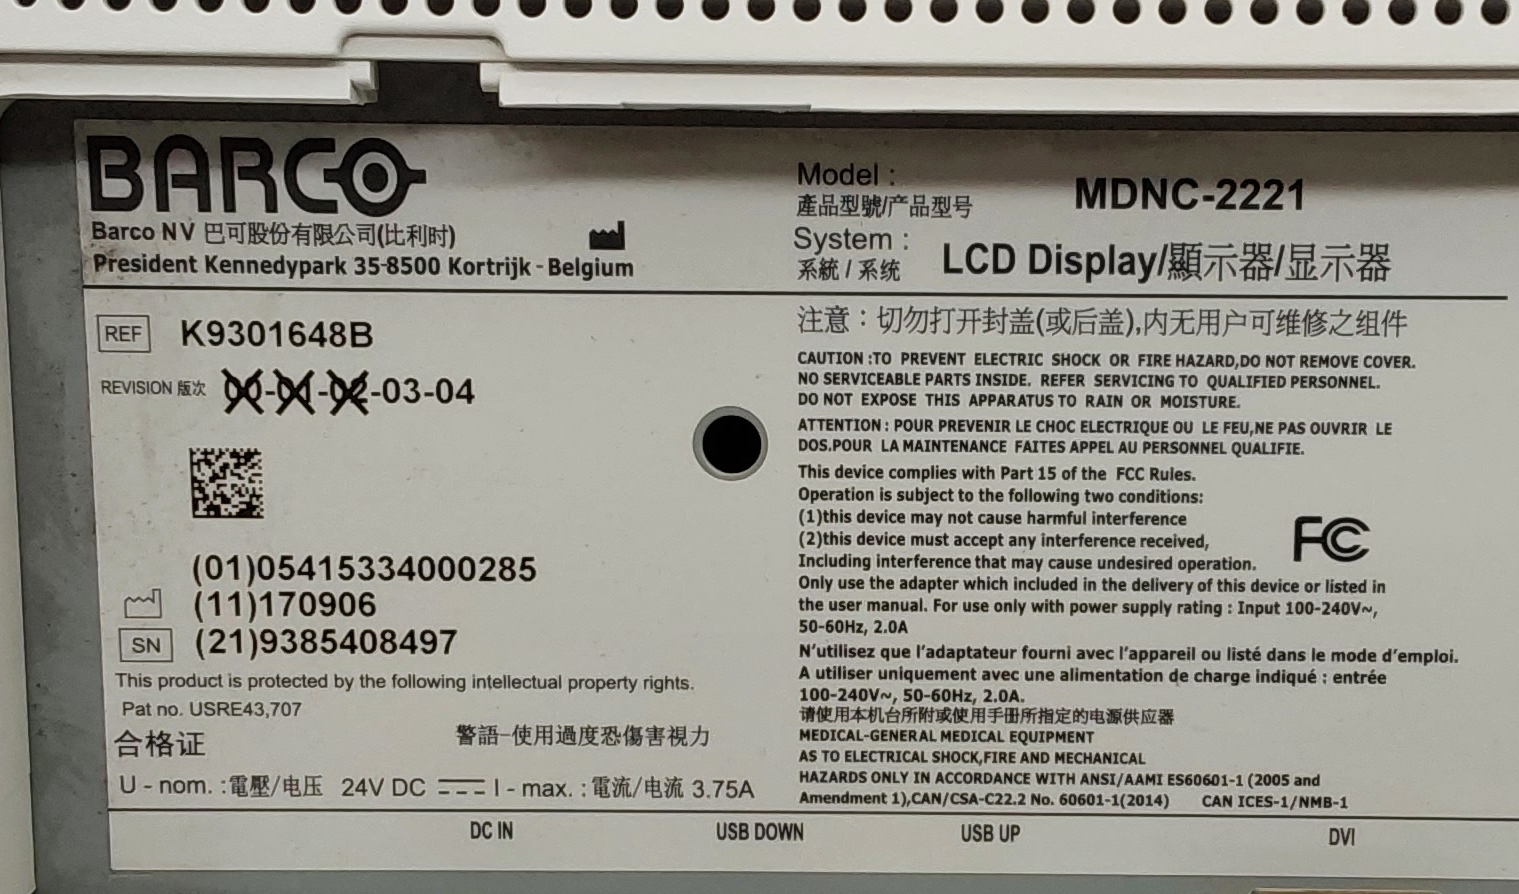 BARCO
Barco NV 巴可股份有限公司(比利时)
President Kennedypark 35-8500 Kortrijk - Belgium
Model :
產品型號/产品型号
MDNC-2221
System :
系統 / 系统
LCD Display/顯示器/显示器
REF K9301648B
REVISION 版次 00-01-02-03-04
(01)05415334000285
(11)170906
SN (21)9385408497
This product is protected by the following intellectual property rights.
Pat no. USRE43,707
合格证
警語-使用過度恐傷害視力
U - nom. :電壓/电压 24V DC I - max. : 電流/电流 3.75A
注意：切勿打开封盖(或后盖),内无用户可维修之组件
CAUTION :TO PREVENT ELECTRIC SHOCK OR FIRE HAZARD,DO NOT REMOVE COVER.
NO SERVICEABLE PARTS INSIDE. REFER SERVICING TO QUALIFIED PERSONNEL.
DO NOT EXPOSE THIS APPARATUS TO RAIN OR MOISTURE.
ATTENTION : POUR PREVENIR LE CHOC ELECTRIQUE OU LE FEU,NE PAS OUVRIR LE
DOS.POUR LA MAINTENANCE FAITES APPEL AU PERSONNEL QUALIFIE.
This device complies with Part 15 of the FCC Rules.
Operation is subject to the following two conditions:
(1)this device may not cause harmful interference
(2)this device must accept any interference received,
Including interference that may cause undesired operation.
FC
Only use the adapter which included in the delivery of this device or listed in
the user manual. For use only with power supply rating : Input 100-240V~,
50-60Hz, 2.0A
N'utilisez que l'adaptateur fourni avec l'appareil ou listé dans le mode d'emploi.
A utiliser uniquement avec une alimentation de charge indiqué : entrée
100-240V~, 50-60Hz, 2.0A.
请使用本机台所附或使用手册所指定的电源供应器
MEDICAL-GENERAL MEDICAL EQUIPMENT
AS TO ELECTRICAL SHOCK,FIRE AND MECHANICAL
HAZARDS ONLY IN ACCORDANCE WITH ANSI/AAMI ES60601-1 (2005 and
Amendment 1),CAN/CSA-C22.2 No. 60601-1(2014) CAN ICES-1/NMB-1
DC IN USB DOWN USB UP DVI